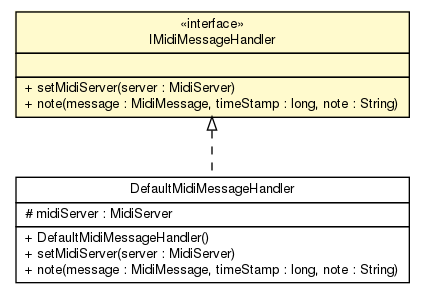 «interface»
IMidiMessageHandler
+ setMidiServer(server : MidiServer)
+ note(message : MidiMessage, timeStamp : long, note : String)
DefaultMidiMessageHandler
# midiServer : MidiServer
+ DefaultMidiMessageHandler()
+ setMidiServer(server : MidiServer)
+ note(message : MidiMessage, timeStamp : long, note : String)